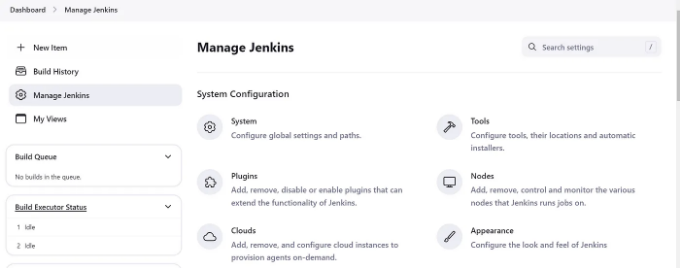 Dashboard > Manage Jenkins
New Item
Build History
Manage Jenkins
My Views
Build Queue
No builds in the queue.
Build Executor Status
1 Idle
2 Idle
Manage Jenkins
Search settings /
System Configuration
System
Configure global settings and paths.
Tools
Configure tools, their locations and automatic
installers.
Plugins
Add, remove, disable or enable plugins that can
extend the functionality of Jenkins.
Nodes
Add, remove, control and monitor the various
nodes that Jenkins runs jobs on.
Clouds
Add, remove, and configure cloud instances to
provision agents on-demand.
Appearance
Configure the look and feel of Jenkins